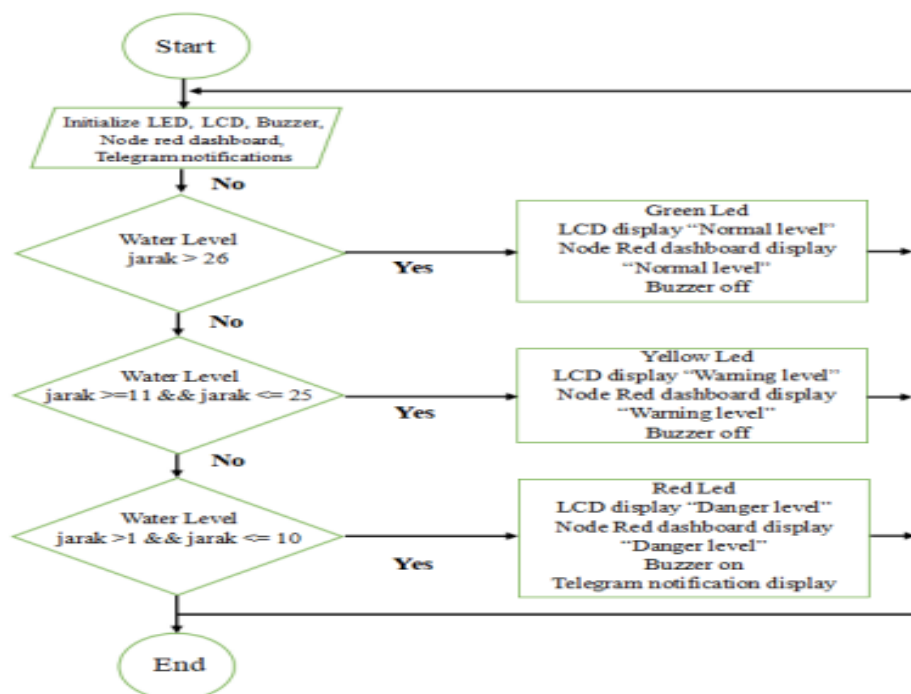 Start
Initialize LED, LCD, Buzzer,
Node red dashboard,
Telegram notifications
No
Water Level
jarak > 26
Yes
Green Led
LCD display “Normal level”
Node Red dashboard display
“Normal level”
Buzzer off
No
Water Level
jarak >=11 && jarak <= 25
Yes
Yellow Led
LCD display “Warning level”
Node Red dashboard display
“Warning level”
Buzzer off
No
Water Level
jarak >1 && jarak <= 10
Yes
Red Led
LCD display “Danger level”
Node Red dashboard display
“Danger level”
Buzzer on
Telegram notification display
End